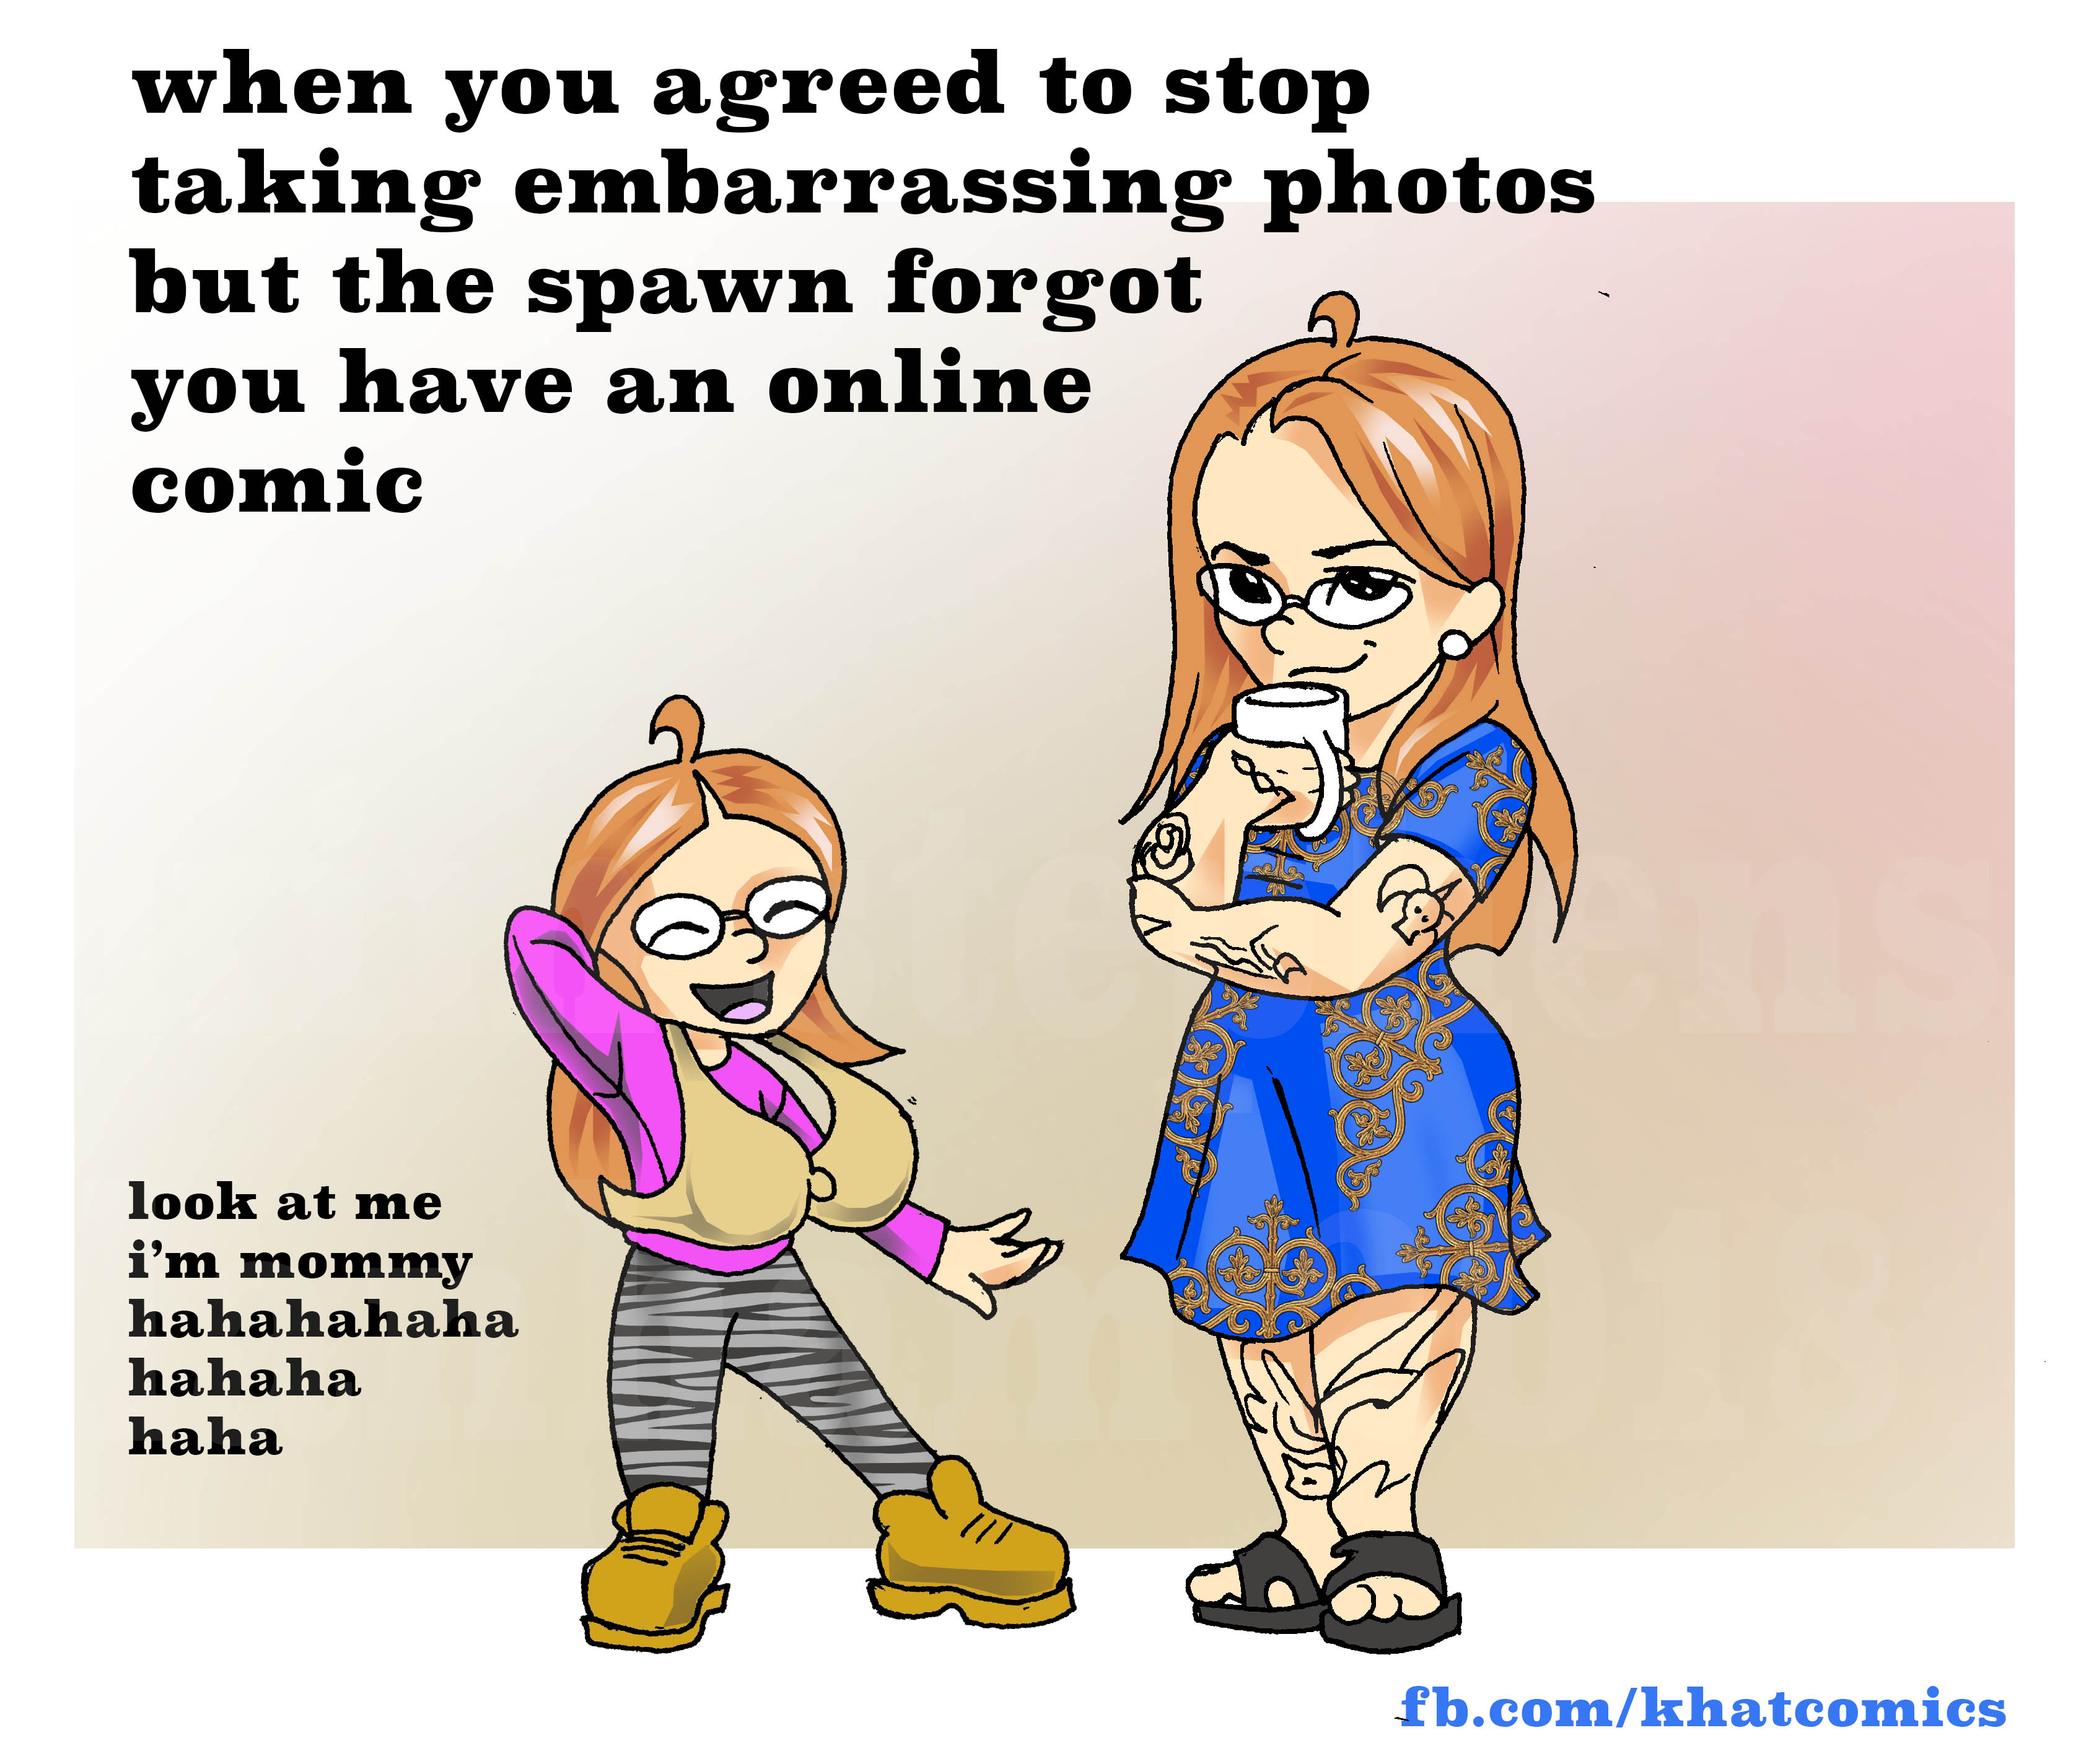 when you agreed to stop
taking embarrassing photos
but the spawn forgot
you have an online
comic
look at me
i'm mommy
hahahahaha
hahaha
haha
fb.com/khatcomics